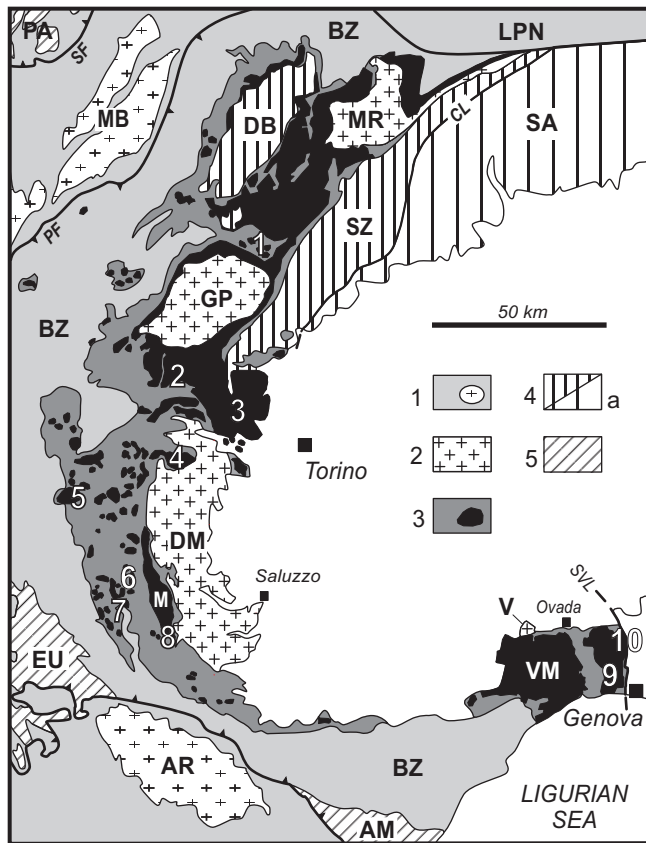 PA
SF
BZ
LPN
MB
DB
MR
CL
SA
PF
1
SZ
GP
BZ
50 km
2
3
1
4 a
2
5
3
Torino
4
5
DM
6
M
7
8
Saluzzo
SVL
V
Ovada
10
EU
VM
9
Genova
AR
BZ
LIGURIAN
SEA
AM